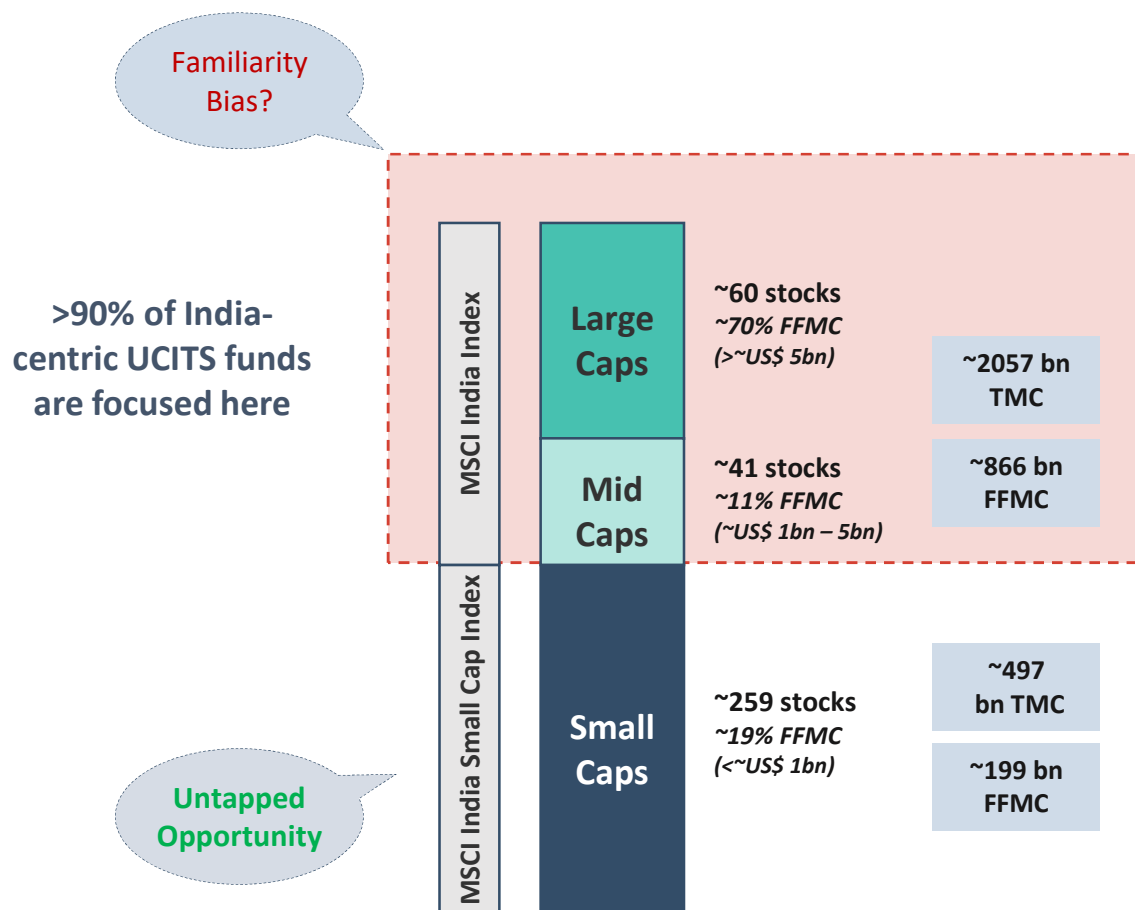 Familiarity
Bias?
>90% of India-
centric UCITS funds
are focused here
MSCI India Index
Large
Caps
~60 stocks
~70% FFMC
(>~US$ 5bn)
~2057 bn
TMC
Mid
Caps
~41 stocks
~11% FFMC
(~US$ 1bn – 5bn)
~866 bn
FFMC
MSCI India Small Cap Index
Small
Caps
~259 stocks
~19% FFMC
(<~US$ 1bn)
~497
bn TMC
~199 bn
FFMC
Untapped
Opportunity